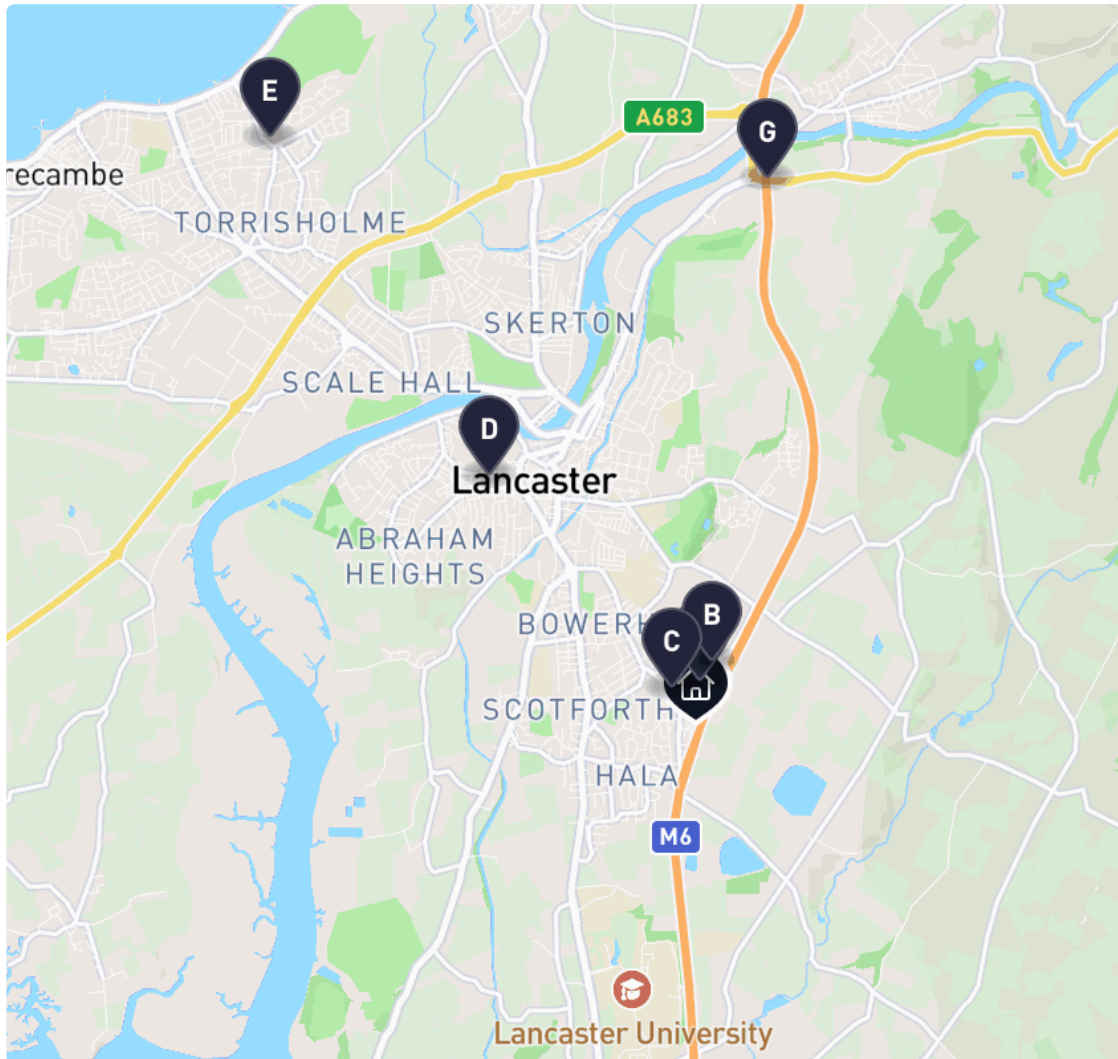 E
A683
G
recambe
TORRISHOLME
SKERTON
SCALE HALL
D
Lancaster
ABRAHAM
HEIGHTS
B
BOWERH
C
SCOTFORTH
HALA
M6
Lancaster University